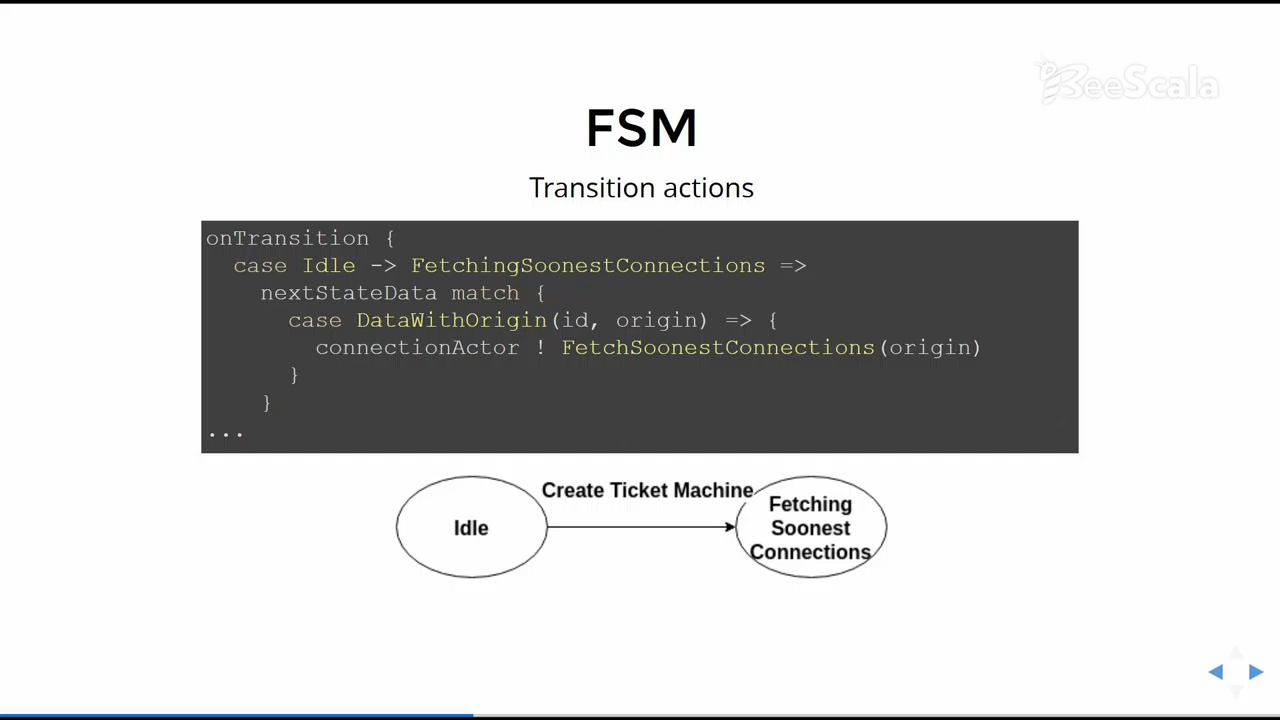 BeeScala
FSM
Transition actions
onTransition {
  case Idle -> FetchingSoonestConnections =>
    nextStateData match {
      case DataWithOrigin(id, origin) => {
        connectionActor ! FetchSoonestConnections(origin)
      }
    }
...
Create Ticket Machine
Idle
Fetching
Soonest
Connections